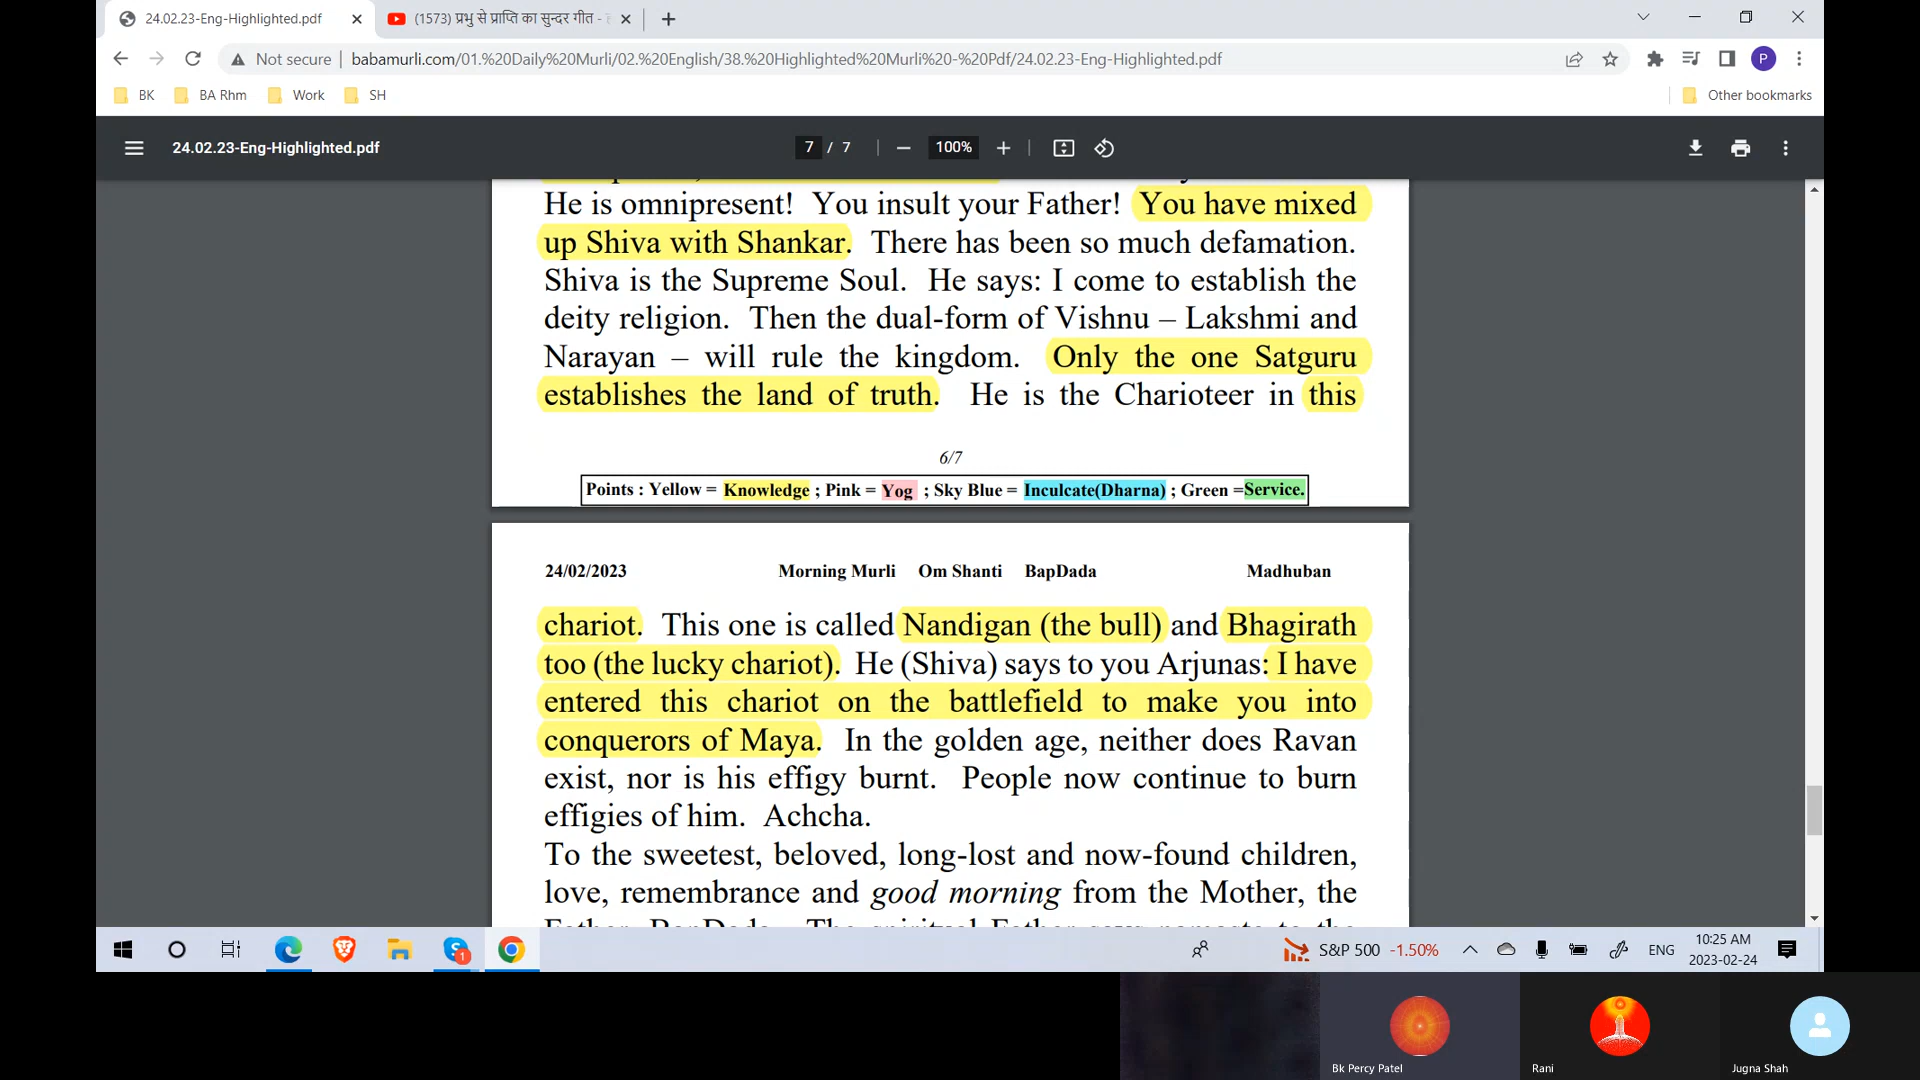 24.02.23-Eng-Highlighted.pdf
(1573) प्रभु से प्राप्ति का सुन्दर गीत -
Not secure
babamurli.com/01.%20Daily%20Murli/02.%20English/38.%20Highlighted%20Murli%20-%20Pdf/24.02.23-Eng-Highlighted.pdf
P
BK
BA Rhm
Work
SH
Other bookmarks
24.02.23-Eng-Highlighted.pdf
7 / 7
100%
He is omnipresent! You insult your Father! You have mixed
up Shiva with Shankar. There has been so much defamation.
Shiva is the Supreme Soul. He says: I come to establish the
deity religion. Then the dual-form of Vishnu – Lakshmi and
Narayan – will rule the kingdom. Only the one Satguru
establishes the land of truth. He is the Charioteer in this
6/7
Points : Yellow = Knowledge ; Pink = Yog ; Sky Blue = Inculcate(Dharna) ; Green =Service.
24/02/2023 Morning Murli Om Shanti BapDada Madhuban
chariot. This one is called Nandigan (the bull) and Bhagirath
too (the lucky chariot). He (Shiva) says to you Arjunas: I have
entered this chariot on the battlefield to make you into
conquerors of Maya. In the golden age, neither does Ravan
exist, nor is his effigy burnt. People now continue to burn
effigies of him. Achcha.
To the sweetest, beloved, long-lost and now-found children,
love, remembrance and good morning from the Mother, the
S&P 500 -1.50%
ENG
10:25 AM
2023-02-24
1
Bk Percy Patel
Rani
Jugna Shah